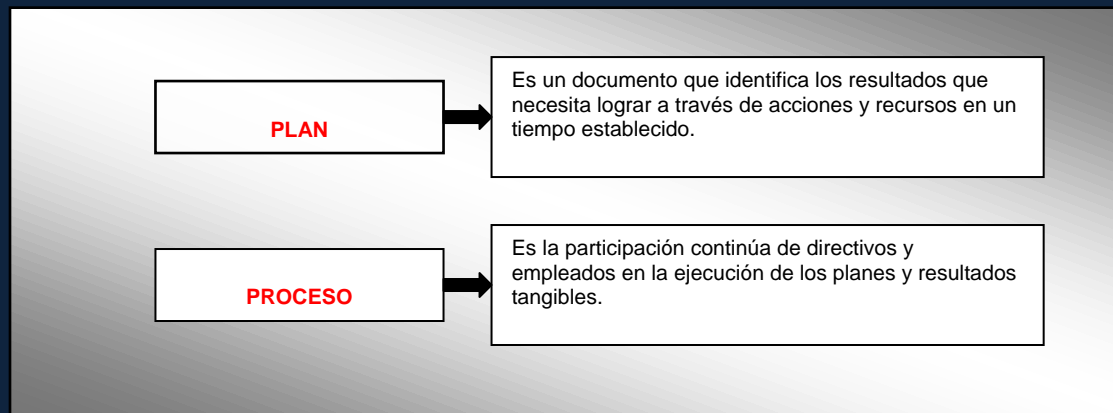 PLAN
Es un documento que identifica los resultados que
necesita lograr a través de acciones y recursos en un
tiempo establecido.
PROCESO
Es la participación continúa de directivos y
empleados en la ejecución de los planes y resultados
tangibles.